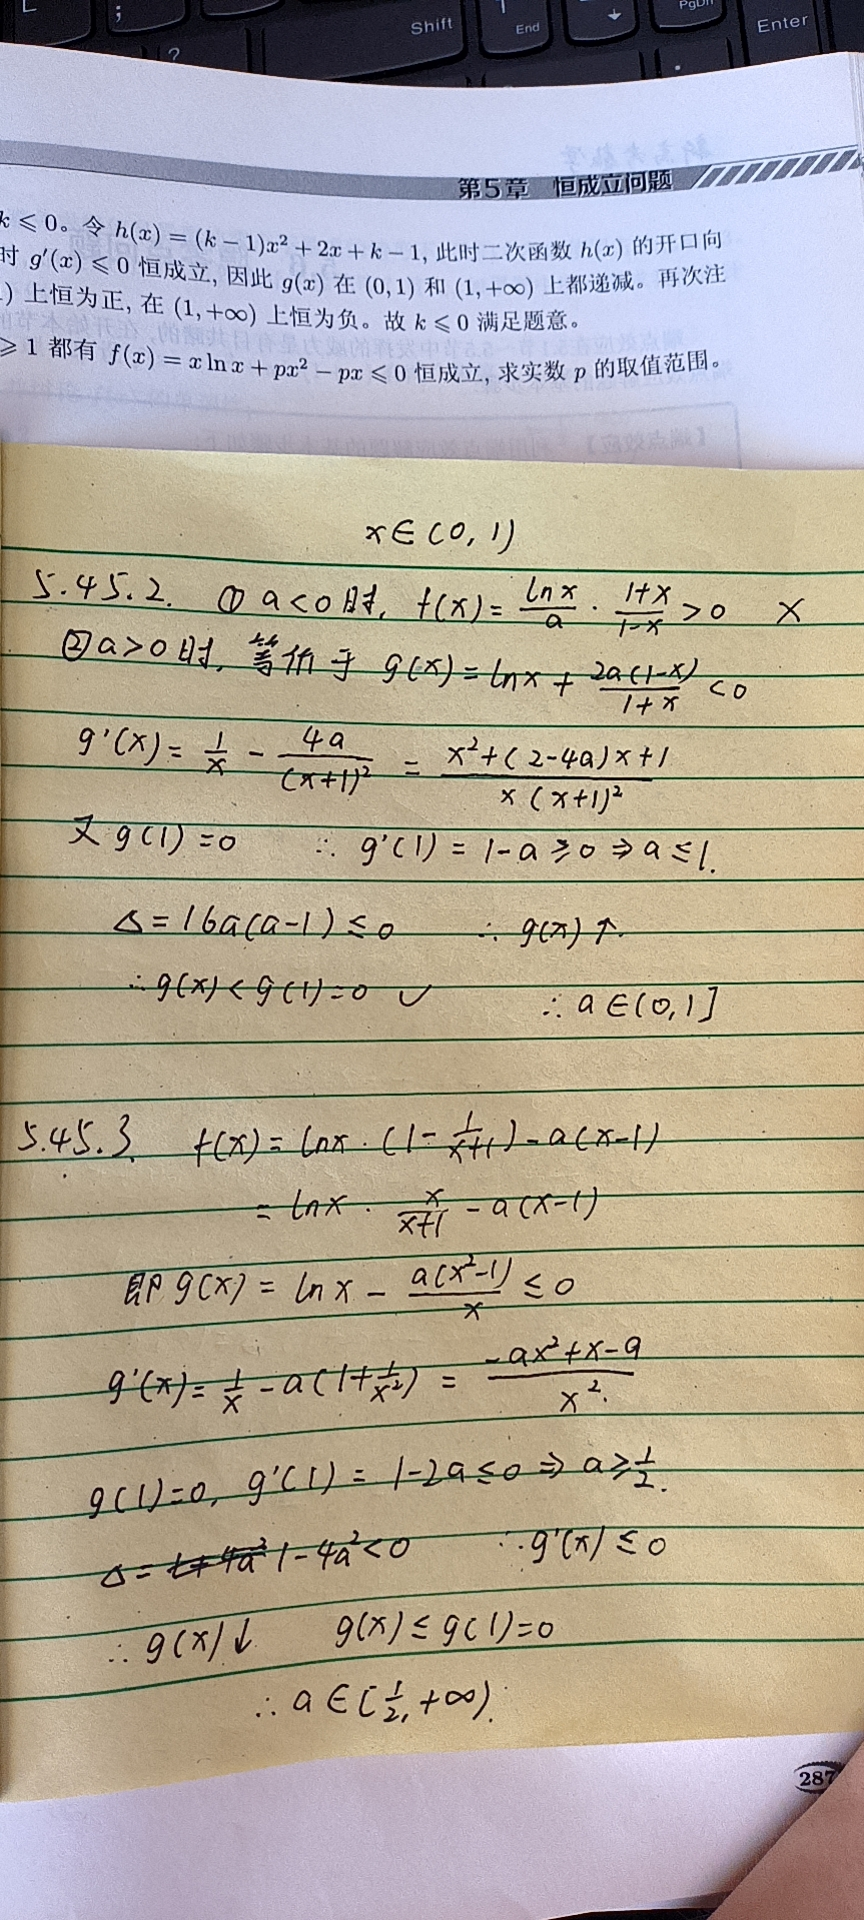 Shift
End
PgDn
Enter
;
?
第5章 恒成立问题
k ⩽ 0。令 h(x) = (k − 1)x² + 2x + k − 1, 此时二次函数 h(x) 的开口向
时 g′(x) ⩽ 0 恒成立, 因此 g(x) 在 (0, 1) 和 (1, +∞) 上都递减。再次注
) 上恒为正, 在 (1, +∞) 上恒为负。故 k ⩽ 0 满足题意。
⩾ 1 都有 f(x) = x ln x + px² − px ⩽ 0 恒成立, 求实数 p 的取值范围。
x∈(0,1)
5.45.2. ① a<0时, f(x)= lnx/a · 1+x/1-x >0 ×
② a>0时, 等价于 g(x)=lnx + 2a(1-x)/1+x <0
g'(x)= 1/x - 4a/(x+1)² = x²+(2-4a)x+1/x(x+1)²
又 g(1)=0 ∴ g'(1)=1-a≥0⇒a≤1.
Δ=16a(a-1)≤0 ∴ g(x)↑.
∴g(x)<g(1)=0 ✓ ∴ a∈(0,1]
5.45.3. f(x)=lnx·(1-1/x+1)-a(x-1)
= lnx · x/x+1 - a(x-1)
即 g(x) = lnx - a(x²-1)/x ≤0
g'(x)= 1/x - a(1+1/x²) = -ax²+x-a/x².
g(1)=0, g'(1)=1-2a≤0⇒a≥1/2.
Δ= 1-4a²<0 ∴g'(x)≤0
∴g(x)↓ g(x)≤g(1)=0
∴a∈[1/2,+∞).
287